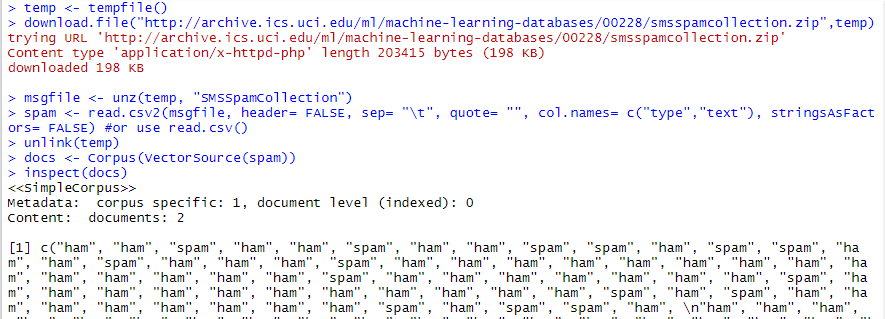 > temp <- tempfile()
> download.file("http://archive.ics.uci.edu/ml/machine-learning-databases/00228/smsspamcollection.zip",temp)
trying URL 'http://archive.ics.uci.edu/ml/machine-learning-databases/00228/smsspamcollection.zip'
Content type 'application/x-httpd-php' length 203415 bytes (198 KB)
downloaded 198 KB
> msgfile <- unz(temp, "SMSSpamCollection")
> spam <- read.csv2(msgfile, header= FALSE, sep= "\t", quote= "", col.names= c("type","text"), stringsAsFact
ors= FALSE) #or use read.csv()
> unlink(temp)
> docs <- Corpus(VectorSource(spam))
> inspect(docs)
<<SimpleCorpus>>
Metadata:  corpus specific: 1, document level (indexed): 0
Content:  documents: 2
[1] c("ham", "ham", "spam", "ham", "ham", "spam", "ham", "ham", "spam", "spam", "ham", "spam", "spam", "ha
m", "ham", "spam", "ham", "ham", "ham", "spam", "ham", "ham", "ham", "ham", "ham", "ham", "ham", "ham", "ha
m", "ham", "ham", "ham", "ham", "ham", "spam", "ham", "ham", "ham", "ham", "ham", "ham", "ham", "spam", "ha
m", "ham", "ham", "ham", "ham", "ham", "ham", "ham", "ham", "ham", "ham", "spam", "ham", "spam", "ham", "ha
m", "ham", "ham", "ham", "ham", "ham", "ham", "spam", "ham", "spam", "spam", "ham", \n"ham", "ham", "ham",